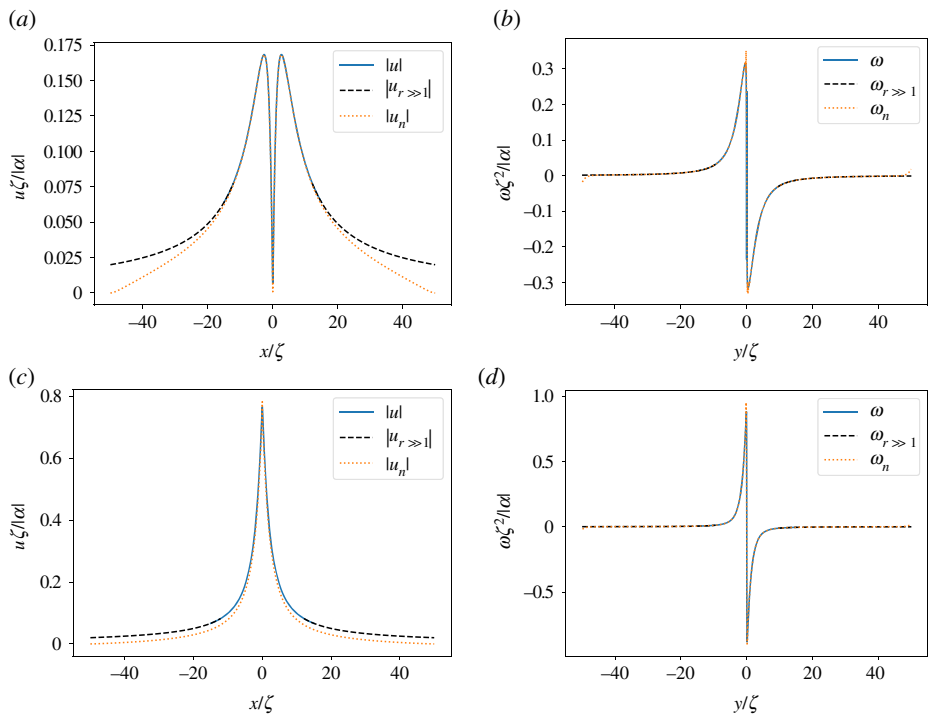 (a)
0.175
0.150
0.125
0.100
0.075
0.050
0.025
0
uζ/|α|
−40 −20 0 20 40
x/ζ
|u|
|u_{r ≫1}|
|u_n|
(b)
0.3
0.2
0.1
0
−0.1
−0.2
−0.3
ωζ²/|α|
−40 −20 0 20 40
y/ζ
ω
ω_{r ≫1}
ω_n
(c)
0.8
0.6
0.4
0.2
0
uζ/|α|
−40 −20 0 20 40
x/ζ
|u|
|u_{r ≫1}|
|u_n|
(d)
1.0
0.5
0
−0.5
ωζ²/|α|
−40 −20 0 20 40
y/ζ
ω
ω_{r ≫1}
ω_n